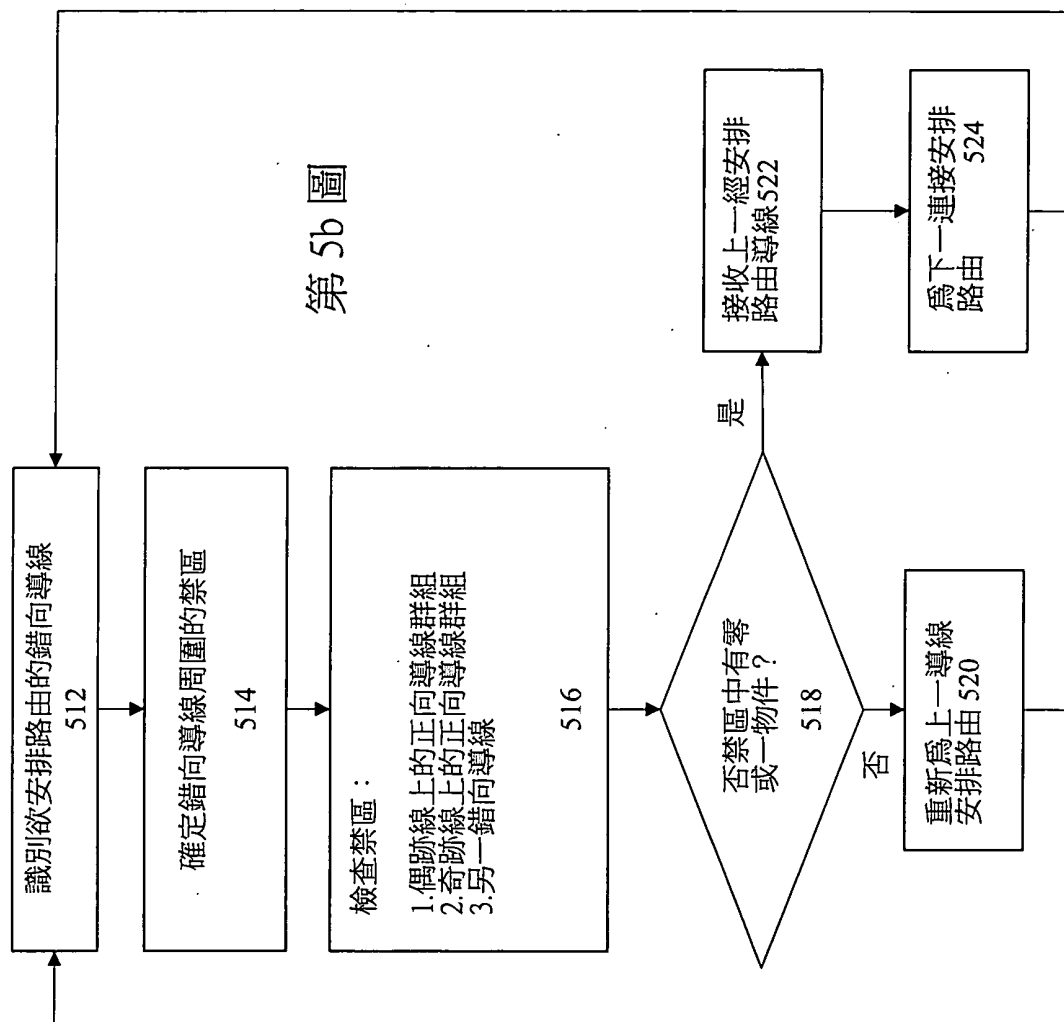 識別欲安排路由的錯向導線
512
確定錯向導線周圍的禁區
514
檢查禁區：
1.偶跡線上的正向導線群組
2.奇跡線上的正向導線群組
3.另一錯向導線
516
否禁區中有零
或一物件？
518
否
是
重新為上一導線
安排路由 520
接收上一經安排
路由導線522
為下一連接安排
路由
524
第 5b 圖